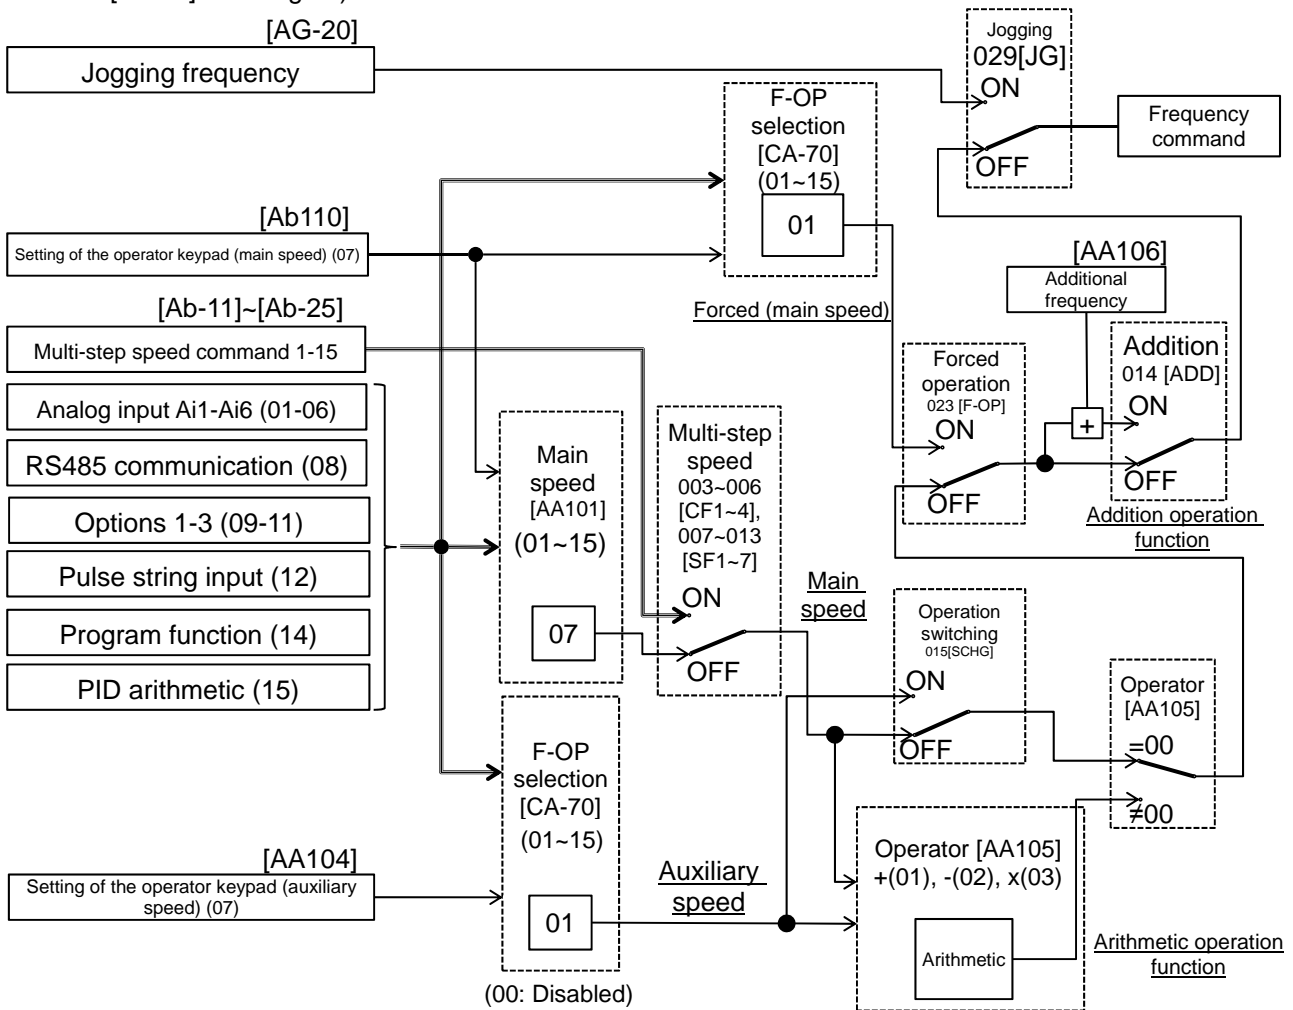 [AG-20]
Jogging frequency
Jogging
029[JG]
ON
OFF
Frequency
command
F-OP
selection
[CA-70]
(01~15)
01
[Ab110]
Setting of the operator keypad (main speed) (07)
[Ab-11]~[Ab-25]
Multi-step speed command 1-15
Analog input Ai1-Ai6 (01-06)
RS485 communication (08)
Options 1-3 (09-11)
Pulse string input (12)
Program function (14)
PID arithmetic (15)
Forced (main speed)
[AA106]
Additional
frequency
Forced
operation
023 [F-OP]
ON
OFF
+
Addition
014 [ADD]
ON
OFF
Addition operation
function
Main
speed
[AA101]
(01~15)
07
Multi-step
speed
003~006
[CF1~4],
007~013
[SF1~7]
ON
OFF
Main
speed
Operation
switching
015[SCHG]
ON
OFF
Operator
[AA105]
=00
≠00
F-OP
selection
[CA-70]
(01~15)
01
(00: Disabled)
[AA104]
Setting of the operator keypad (auxiliary
speed) (07)
Auxiliary
speed
Operator [AA105]
+(01), -(02), x(03)
Arithmetic
Arithmetic operation
function